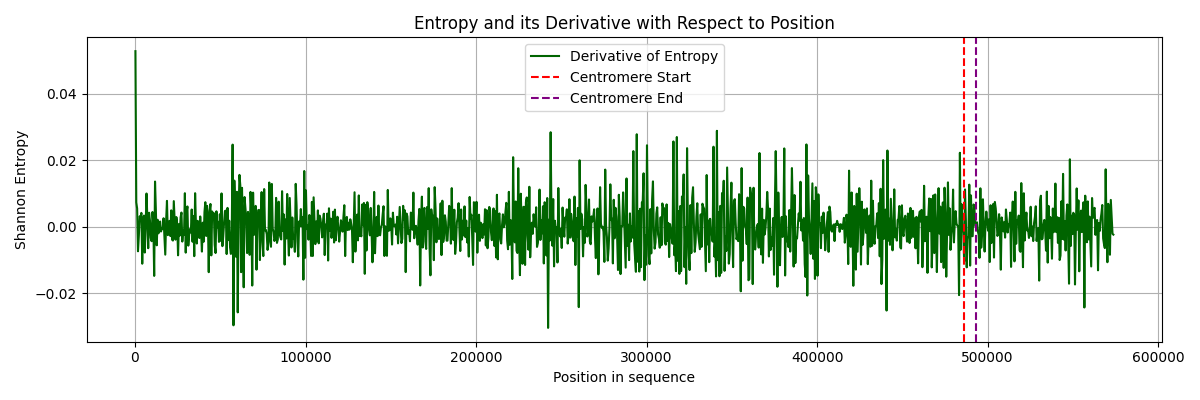 Entropy and its Derivative with Respect to Position
Derivative of Entropy
Centromere Start
Centromere End
Shannon Entropy
0.04
0.02
0.00
−0.02
0
100000
200000
300000
400000
500000
600000
Position in sequence